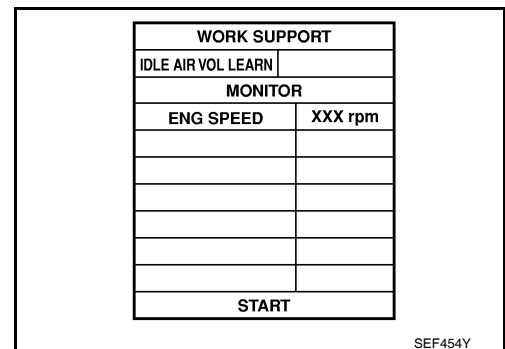 WORK SUPPORT
IDLE AIR VOL LEARN
MONITOR
ENG SPEED XXX rpm
START
SEF454Y